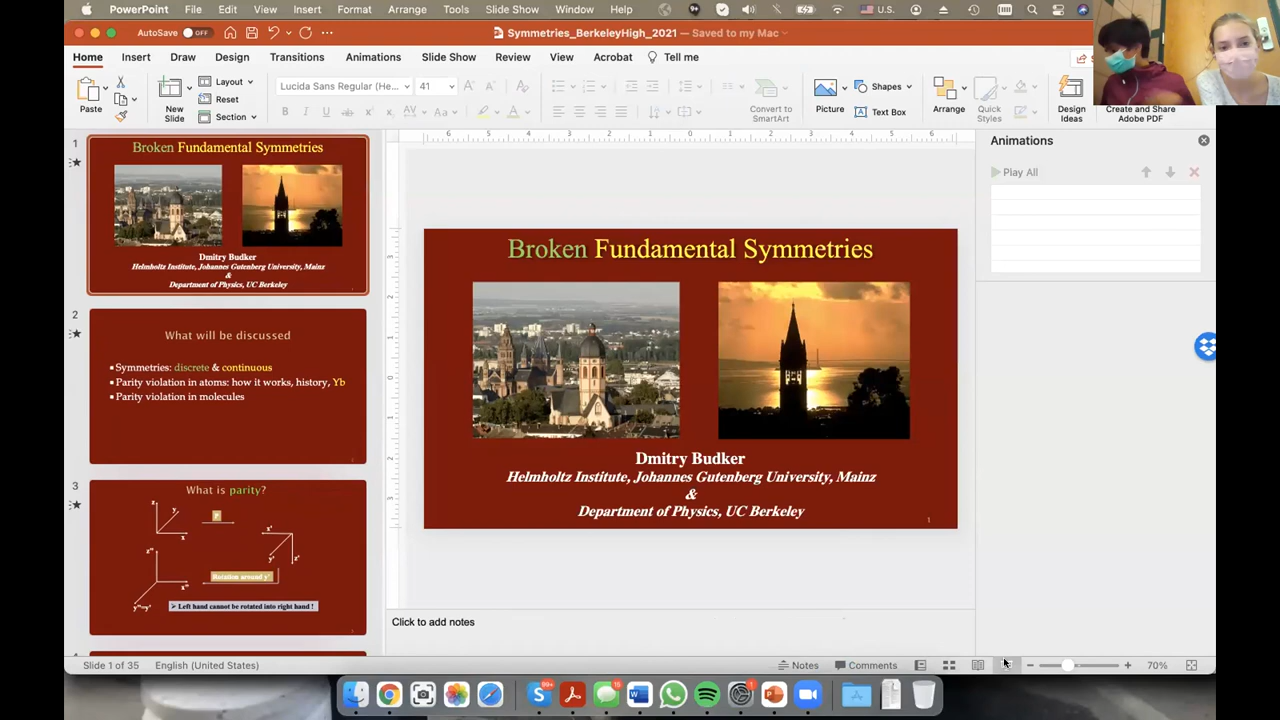 PowerPoint File Edit View Insert Format Arrange Tools Slide Show Window Help 9+ U.S.
AutoSave OFF Symmetries_BerkeleyHigh_2021 — Saved to my Mac
Home Insert Draw Design Transitions Animations Slide Show Review View Acrobat Tell me
Paste
New Slide
Layout
Reset
Section
Lucida Sans Regular (He... 41
Convert to SmartArt
Picture
Shapes
Text Box
Arrange
Quick Styles
Design Ideas
Create and Share Adobe PDF
1
Broken Fundamental Symmetries
Dmitry Budker
Helmholtz Institute, Johannes Gutenberg University, Mainz
&
Department of Physics, UC Berkeley
2
What will be discussed
Symmetries: discrete & continuous
Parity violation in atoms: how it works, history, Yb
Parity violation in molecules
3
What is parity?
z
y
x
P
x'
y'
z'
z''
x''
y''=y'
Rotation around y'
➢ Left hand cannot be rotated into right hand !
Broken Fundamental Symmetries
Dmitry Budker
Helmholtz Institute, Johannes Gutenberg University, Mainz
&
Department of Physics, UC Berkeley
1
Animations
Play All
Click to add notes
Slide 1 of 35 English (United States) Notes Comments 70%